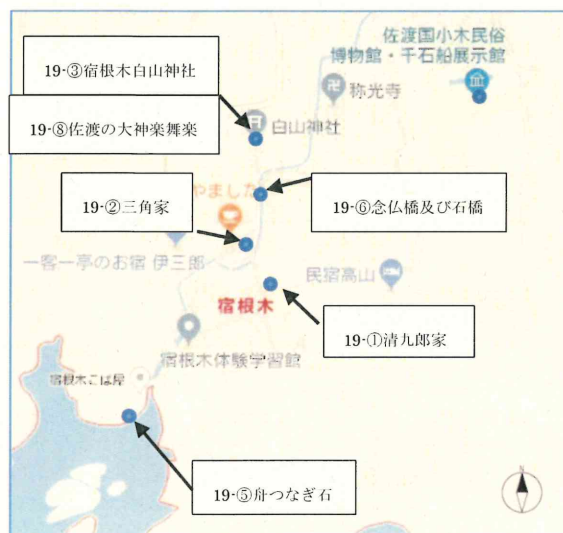 佐渡国小木民俗
博物館・千石船展示館
19-③宿根木白山神社
称光寺
19-⑧佐渡の大神楽舞楽
白山神社
やました
19-②三角家
19-⑥念仏橋及び石橋
一客一亭のお宿 伊三郎
民宿高山
宿根木
19-①清九郎家
宿根木体験学習館
宿根木こば屋
19-⑤舟つなぎ石
N